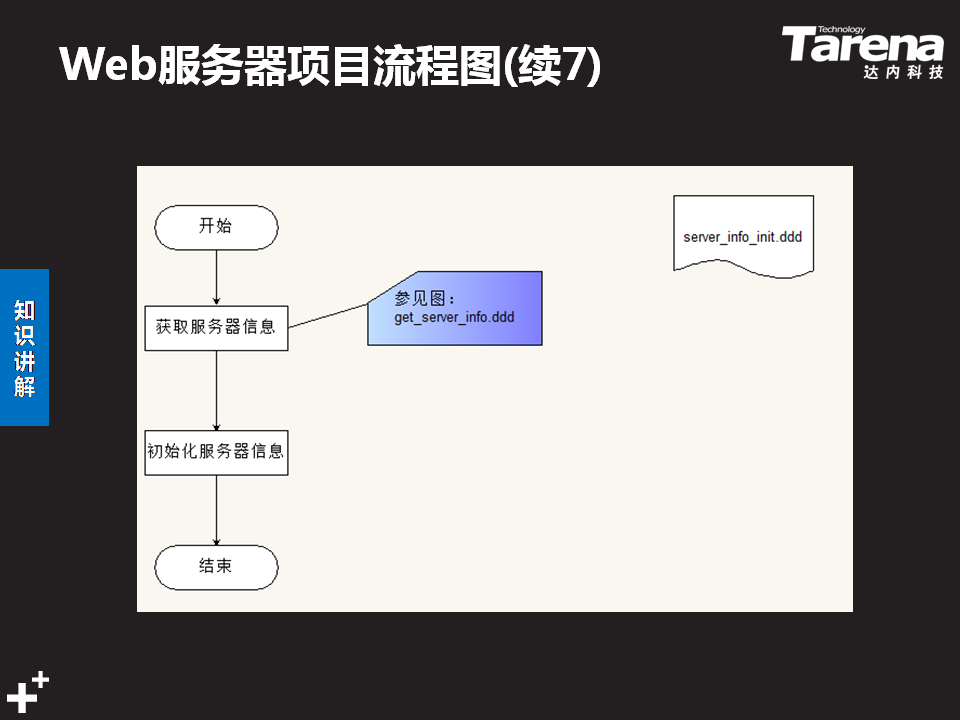 Web服务器项目流程图(续7)
Technology
Tarena
达内科技
知识讲解
开始
server_info_init.ddd
参见图：
get_server_info.ddd
获取服务器信息
初始化服务器信息
结束